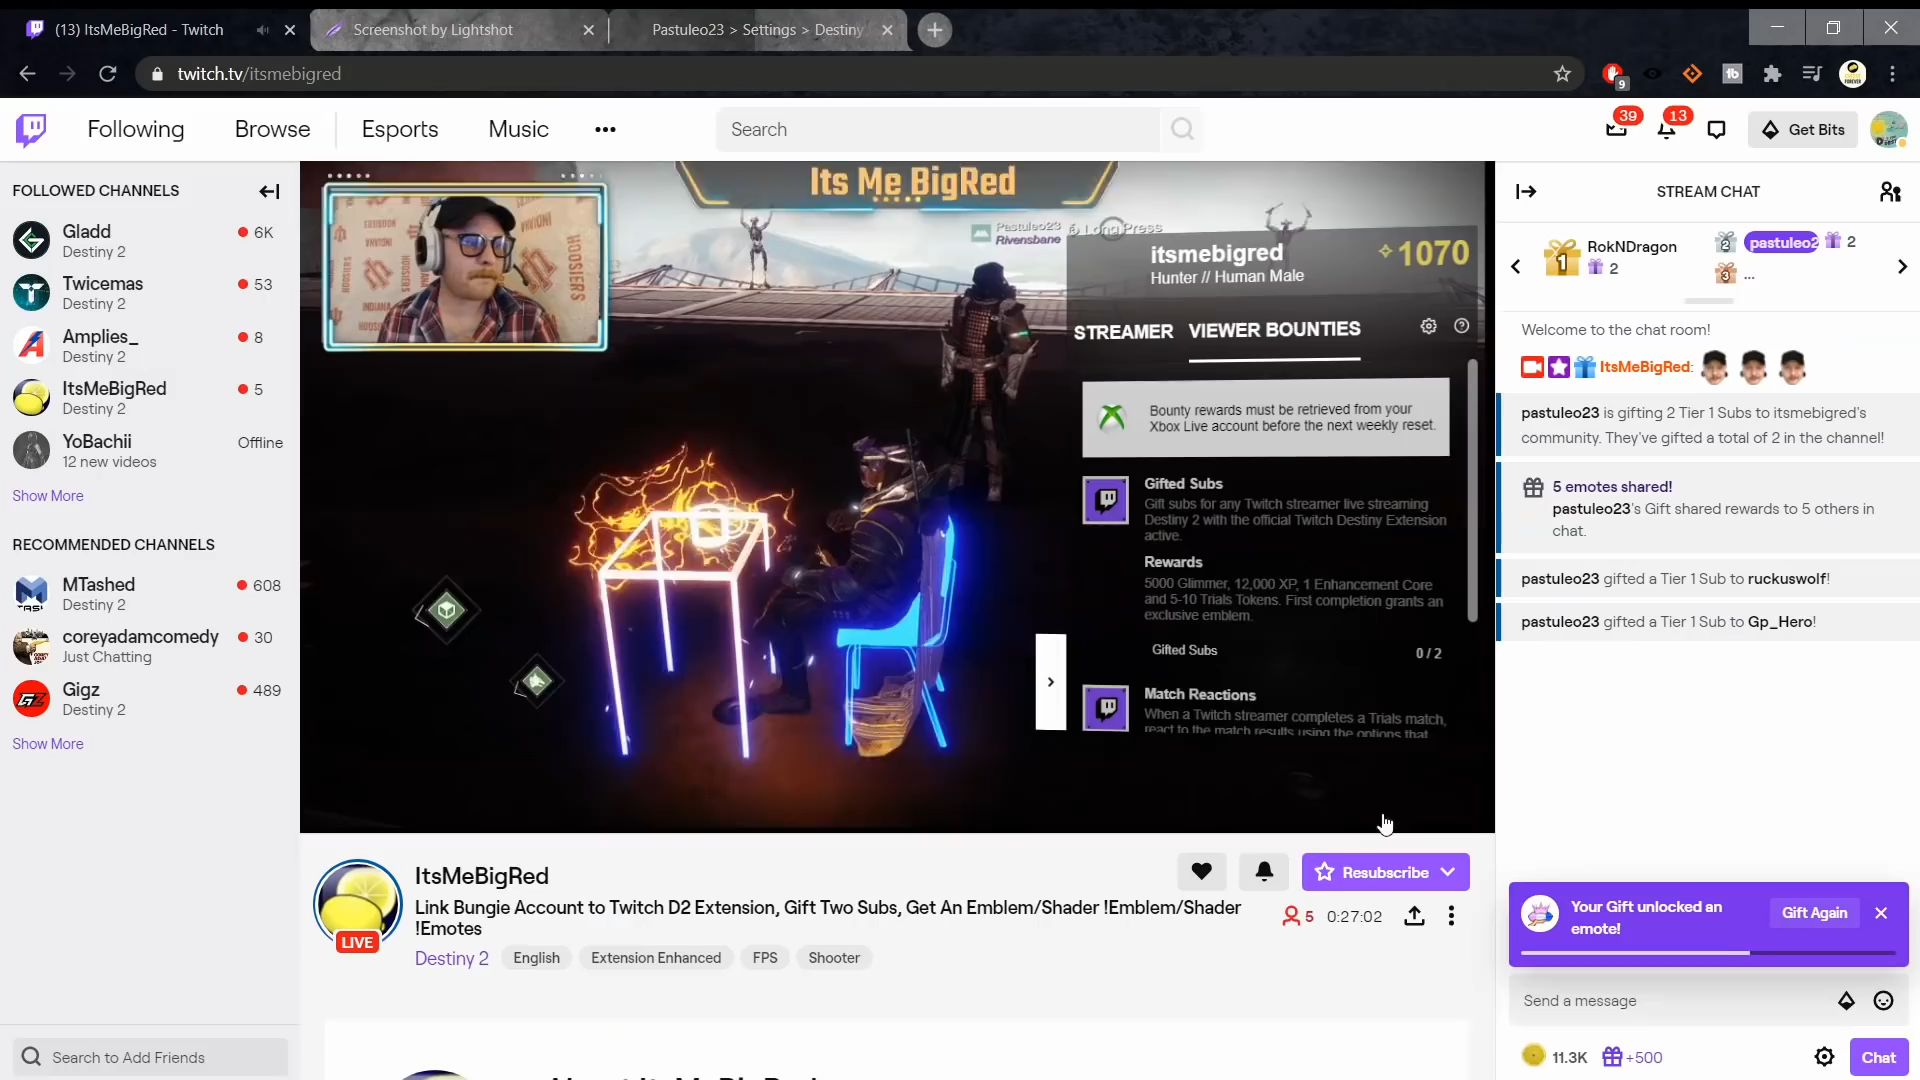 (13) ItsMeBigRed - Twitch
Screenshot by Lightshot
Pastuleo23 > Settings > Destiny
twitch.tv/itsmebigred
9
Following
Browse
Esports
Music
Search
39
13
Get Bits
FOLLOWED CHANNELS
Gladd
6K
Destiny 2
Twicemas
53
Destiny 2
Amplies_
8
Destiny 2
ItsMeBigRed
5
Destiny 2
YoBachii
Offline
12 new videos
Show More
RECOMMENDED CHANNELS
MTashed
608
Destiny 2
coreyadamcomedy
30
Just Chatting
Gigz
489
Destiny 2
Show More
Search to Add Friends
Its Me BigRed
HOOSIERS
INDIANA
Pastuleo23
Rivensbane
Long Press
itsmebigred
1070
Hunter // Human Male
STREAMER
VIEWER BOUNTIES
Bounty rewards must be retrieved from your
Xbox Live account before the next weekly reset.
Gifted Subs
Gift subs for any Twitch streamer live streaming
Destiny 2 with the official Twitch Destiny Extension
active.
Rewards
5000 Glimmer, 12,000 XP, 1 Enhancement Core
and 5-10 Trials Tokens. First completion grants an
exclusive emblem.
Gifted Subs
0 / 2
Match Reactions
When a Twitch streamer completes a Trials match,
react to the match results using the options that
LIVE
ItsMeBigRed
Resubscribe
Link Bungie Account to Twitch D2 Extension, Gift Two Subs, Get An Emblem/Shader !Emblem/Shader
!Emotes
5
0:27:02
Destiny 2
English
Extension Enhanced
FPS
Shooter
STREAM CHAT
1
RokNDragon
2
2
pastuleo2
2
3
...
Welcome to the chat room!
ItsMeBigRed:
pastuleo23 is gifting 2 Tier 1 Subs to itsmebigred's
community. They've gifted a total of 2 in the channel!
5 emotes shared!
pastuleo23's Gift shared rewards to 5 others in
chat.
pastuleo23 gifted a Tier 1 Sub to ruckuswolf!
pastuleo23 gifted a Tier 1 Sub to Gp_Hero!
Your Gift unlocked an
emote!
Gift Again
Send a message
11.3K
+500
Chat